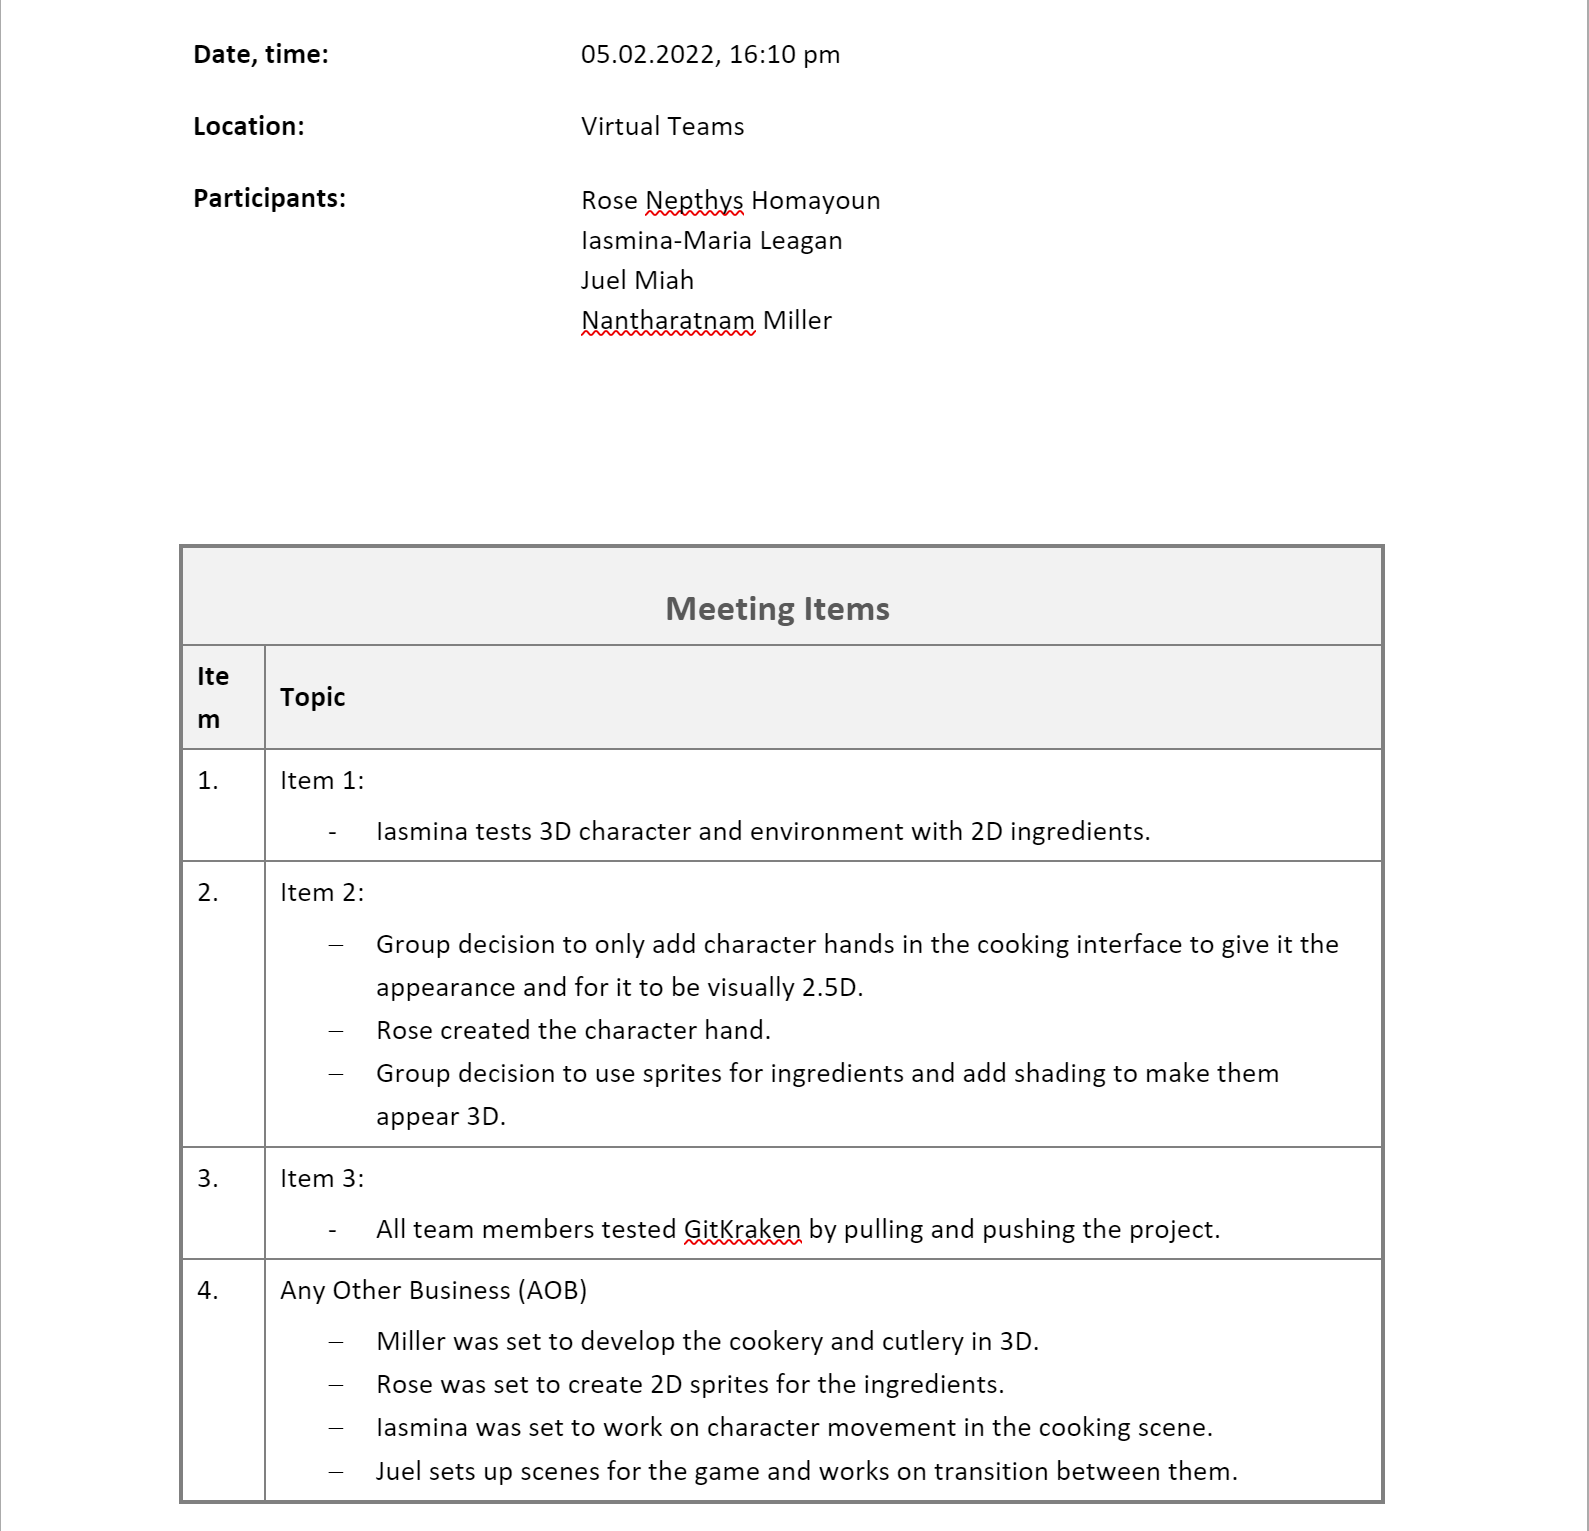 Date, time: 05.02.2022, 16:10 pm
Location: Virtual Teams
Participants: Rose Nepthys Homayoun
Iasmina-Maria Leagan
Juel Miah
Nantharatnam Miller
Meeting Items
Ite
m
Topic
1. Item 1:
- Iasmina tests 3D character and environment with 2D ingredients.
2. Item 2:
– Group decision to only add character hands in the cooking interface to give it the
appearance and for it to be visually 2.5D.
– Rose created the character hand.
– Group decision to use sprites for ingredients and add shading to make them
appear 3D.
3. Item 3:
- All team members tested GitKraken by pulling and pushing the project.
4. Any Other Business (AOB)
– Miller was set to develop the cookery and cutlery in 3D.
– Rose was set to create 2D sprites for the ingredients.
– Iasmina was set to work on character movement in the cooking scene.
– Juel sets up scenes for the game and works on transition between them.